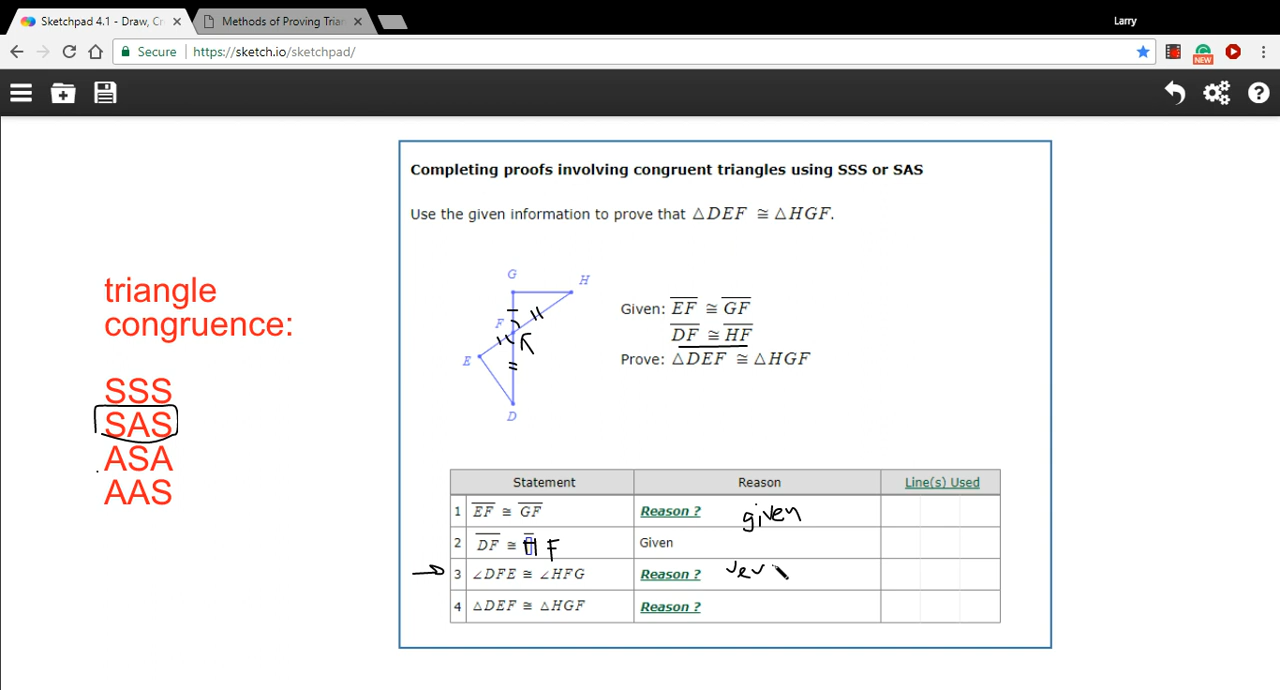 Sketchpad 4.1 - Draw, Cr
Methods of Proving Trian
Larry
Secure
https://sketch.io/sketchpad/
NEW
Completing proofs involving congruent triangles using SSS or SAS
Use the given information to prove that △DEF ≅ △HGF.
G
H
F
E
D
Given: EF ≅ GF
DF ≅ HF
Prove: △DEF ≅ △HGF
triangle
congruence:
SSS
SAS
ASA
AAS
Statement Reason Line(s) Used
1 EF ≅ GF Reason ? given
2 DF ≅ HF Given
3 ∠DFE ≅ ∠HFG Reason ?
4 △DEF ≅ △HGF Reason ?